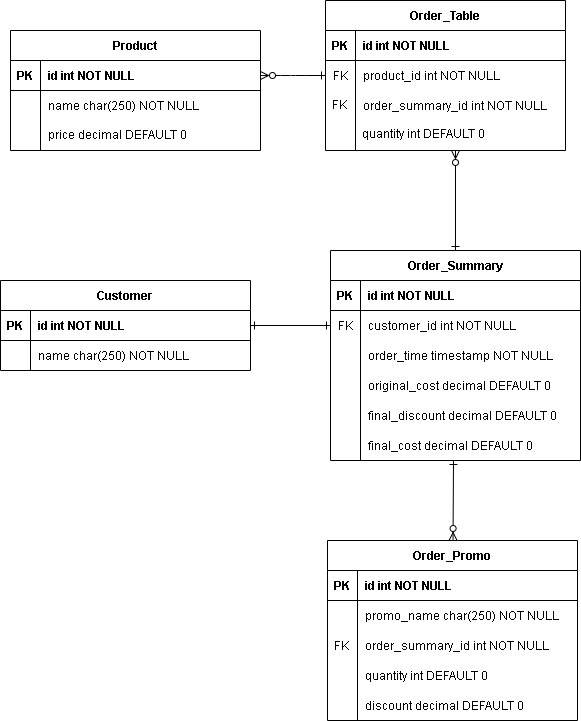 Order_Table
PK id int NOT NULL
FK product_id int NOT NULL
FK order_summary_id int NOT NULL
quantity int DEFAULT 0
Product
PK id int NOT NULL
name char(250) NOT NULL
price decimal DEFAULT 0
Order_Summary
PK id int NOT NULL
FK customer_id int NOT NULL
order_time timestamp NOT NULL
original_cost decimal DEFAULT 0
final_discount decimal DEFAULT 0
final_cost decimal DEFAULT 0
Customer
PK id int NOT NULL
name char(250) NOT NULL
Order_Promo
PK id int NOT NULL
promo_name char(250) NOT NULL
FK order_summary_id int NOT NULL
quantity int DEFAULT 0
discount decimal DEFAULT 0